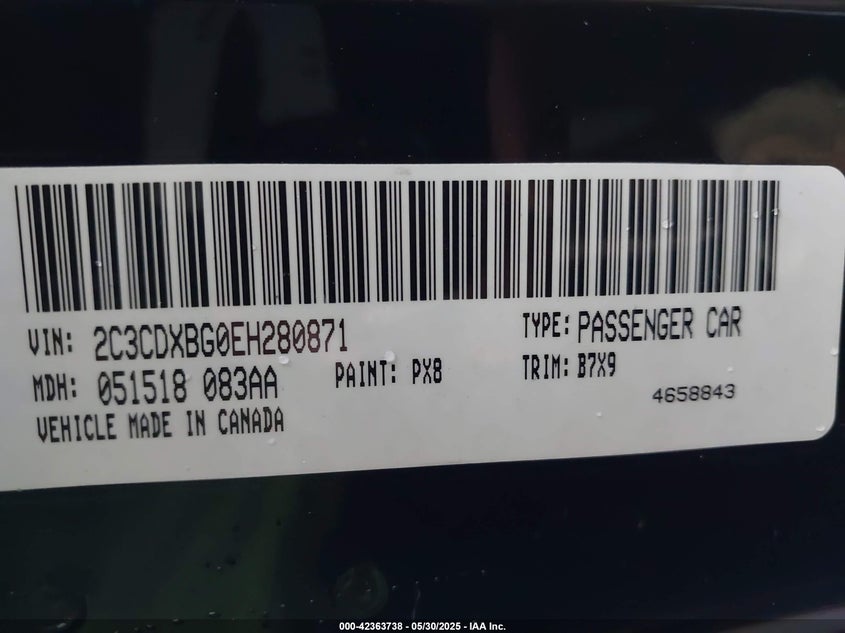 VIN: 2C3CDXBG0EH280871 TYPE: PASSENGER CAR
MDH: 051518 083AA PAINT: PX8 TRIM: B7X9
4658843
VEHICLE MADE IN CANADA
000-42363738 - 05/30/2025 - IAA Inc.